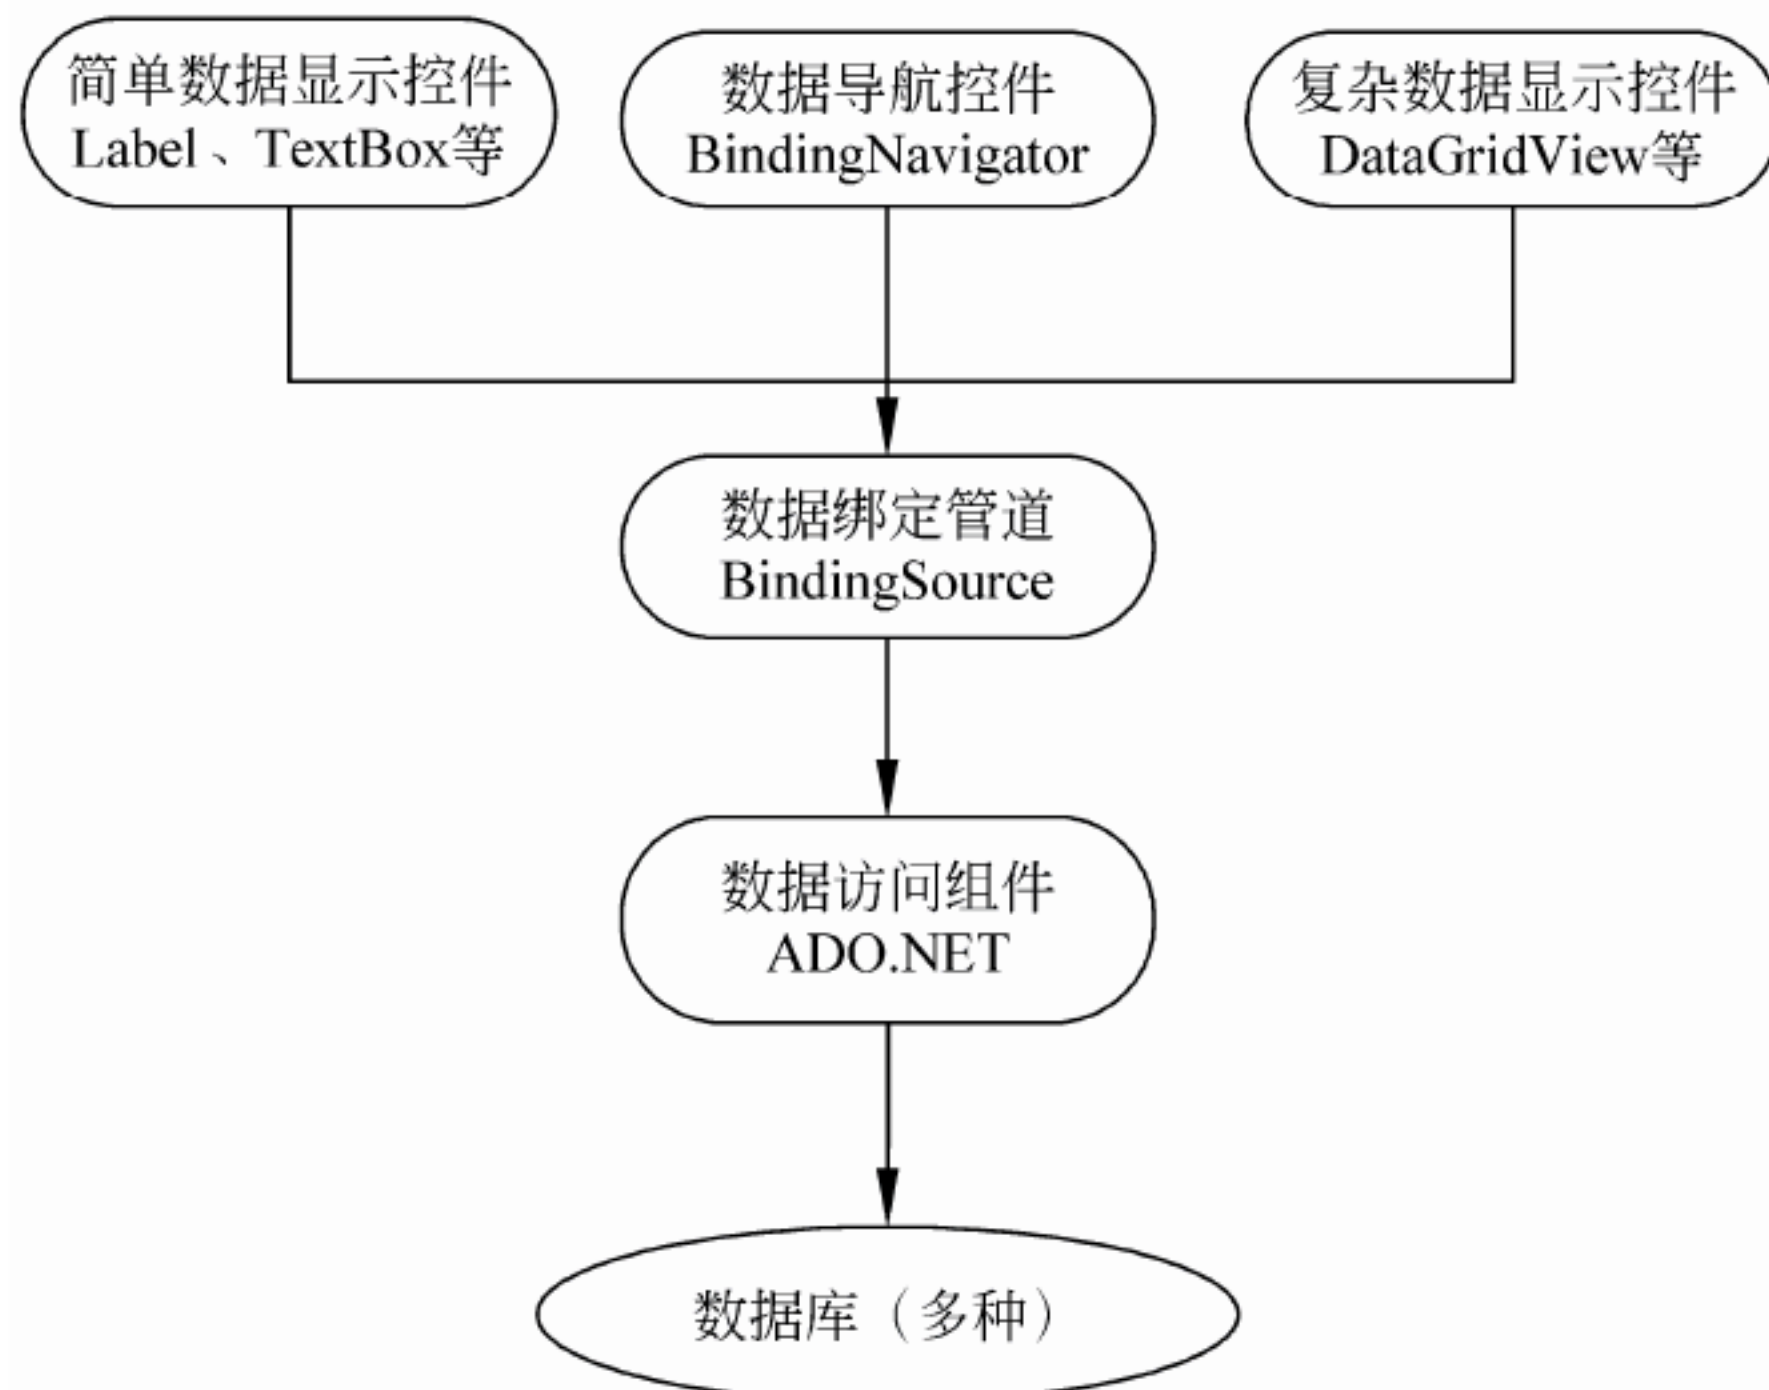 简单数据显示控件
Label、TextBox等
数据导航控件
BindingNavigator
复杂数据显示控件
DataGridView等
数据绑定管道
BindingSource
数据访问组件
ADO.NET
数据库（多种）